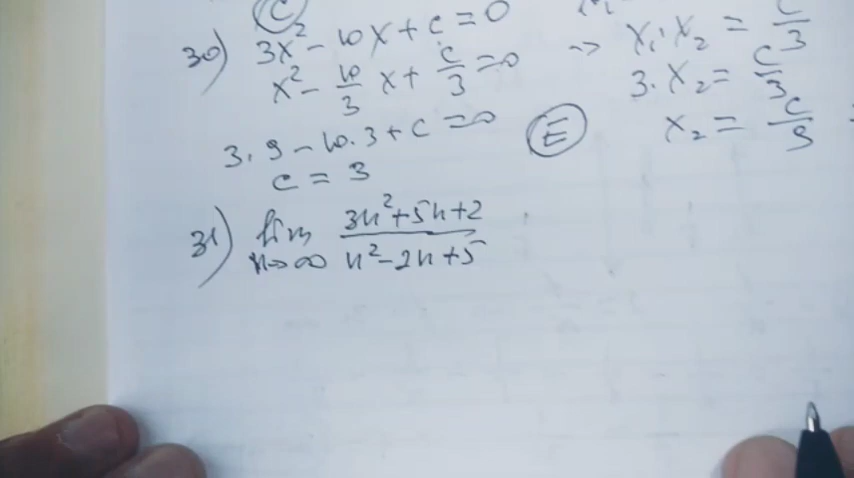 C
30) 3x² - 10x + c = 0
x² - 10/3 x + c/3 = 0
3.9 - 10.3 + c = 0
c = 3
E
=> x₁·x₂ = c/3
3.x₂ = c/3
x₂ = c/9
31) lim n→∞ 3n²+5n+2 / n²-2n+5